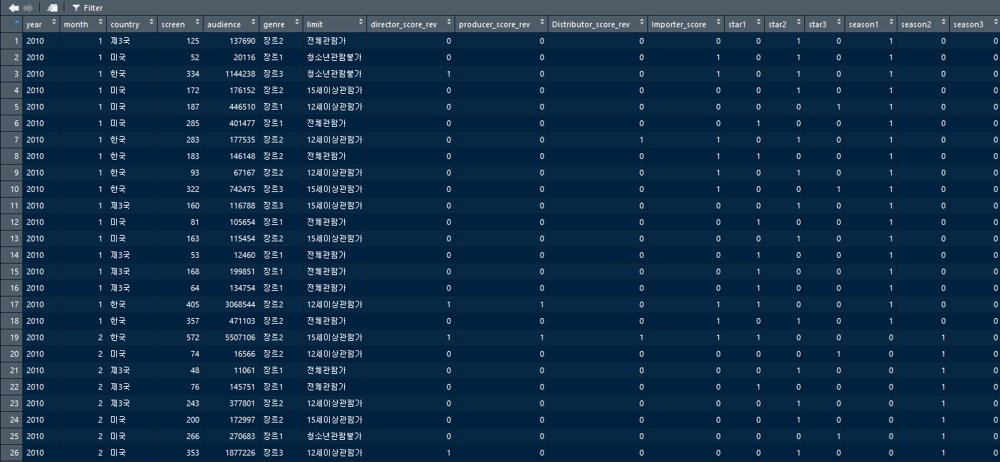 Filter
year month country screen audience genre limit director_score_rev producer_score_rev Distributor_score_rev Importer_score star1 star2 star3 season1 season2 season3
1 2010 1 제3국 125 137690 장르2 전체관람가 0 0 0 0 0 1 0 1 0 0
2 2010 1 미국 52 20116 장르1 청소년관람불가 0 0 0 1 0 1 0 1 0 0
3 2010 1 한국 334 1144238 장르3 청소년관람불가 1 0 0 1 0 1 0 1 0 0
4 2010 1 미국 172 176152 장르2 15세이상관람가 0 0 0 0 0 1 0 1 0 0
5 2010 1 미국 187 446510 장르1 12세이상관람가 0 0 0 0 0 0 1 1 0 0
6 2010 1 미국 285 401477 장르1 전체관람가 0 0 0 0 1 0 0 1 0 0
7 2010 1 한국 283 177535 장르2 12세이상관람가 0 0 1 1 0 1 0 1 0 0
8 2010 1 한국 183 146148 장르2 전체관람가 0 0 0 1 1 0 0 1 0 0
9 2010 1 한국 93 67167 장르2 12세이상관람가 0 0 0 1 0 1 0 1 0 0
10 2010 1 한국 322 742475 장르3 15세이상관람가 0 0 0 1 0 0 1 1 0 0
11 2010 1 제3국 160 116788 장르3 15세이상관람가 0 0 0 0 0 1 0 1 0 0
12 2010 1 미국 81 105654 장르1 전체관람가 0 0 0 0 1 0 0 1 0 0
13 2010 1 미국 163 115454 장르2 15세이상관람가 0 0 0 0 0 1 0 1 0 0
14 2010 1 제3국 53 12460 장르1 전체관람가 0 0 0 0 1 0 0 1 0 0
15 2010 1 제3국 168 199851 장르1 전체관람가 0 0 0 0 1 0 0 1 0 0
16 2010 1 제3국 64 134754 장르1 전체관람가 0 0 0 0 1 0 0 1 0 0
17 2010 1 한국 405 3068544 장르2 12세이상관람가 1 1 0 1 1 0 0 1 0 0
18 2010 1 한국 357 471103 장르2 전체관람가 0 0 0 1 0 1 0 1 0 0
19 2010 2 한국 572 5507106 장르2 15세이상관람가 1 1 1 1 1 0 0 0 1 0
20 2010 2 미국 74 16566 장르2 12세이상관람가 0 0 0 0 0 0 1 0 1 0
21 2010 2 제3국 48 11061 장르1 전체관람가 0 0 0 0 0 1 0 0 1 0
22 2010 2 제3국 76 145751 장르1 전체관람가 0 0 0 0 1 0 0 0 1 0
23 2010 2 제3국 243 377801 장르2 12세이상관람가 0 0 0 0 0 1 0 0 1 0
24 2010 2 미국 200 172997 장르2 15세이상관람가 0 0 0 0 0 1 0 0 1 0
25 2010 2 미국 266 270683 장르1 청소년관람불가 0 0 0 0 0 0 1 0 1 0
26 2010 2 미국 353 1877226 장르3 12세이상관람가 1 0 0 0 0 1 0 0 1 0